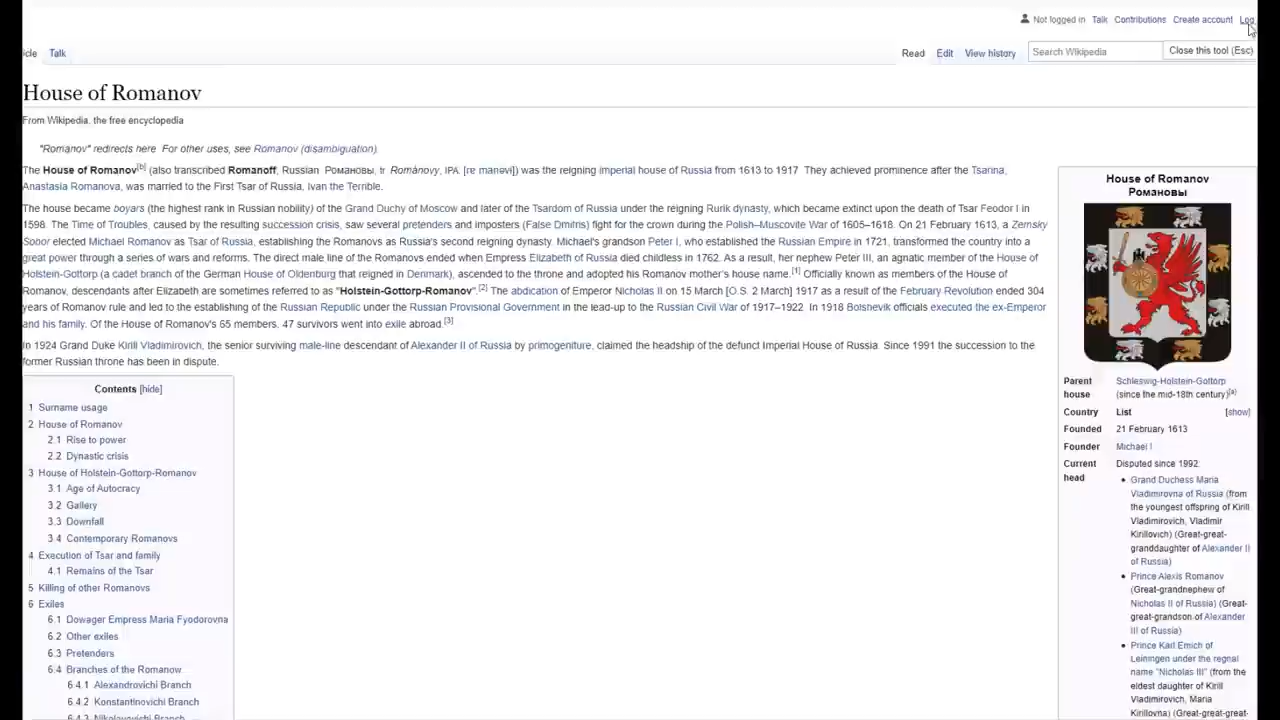 Not logged in Talk Contributions Create account Log
Talk Read Edit View history Search Wikipedia Close this tool (Esc)
House of Romanov
From Wikipedia, the free encyclopedia
"Romanov" redirects here. For other uses, see Romanov (disambiguation).
The House of Romanov[b] (also transcribed Romanoff; Russian: Романовы, tr. Románovy, IPA: was the reigning imperial house of Russia from 1613 to 1917. They achieved prominence after the Tsarina,
Anastasia Romanova, was married to the First Tsar of Russia, Ivan the Terrible.
The house became boyars (the highest rank in Russian nobility) of the Grand Duchy of Moscow and later of the Tsardom of Russia under the reigning Rurik dynasty, which became extinct upon the death of Tsar Feodor I in
1598. The Time of Troubles, caused by the resulting succession crisis, saw several pretenders and imposters (False Dmitris) fight for the crown during the Polish–Muscovite War of 1605–1618. On 21 February 1613, a Zemsky
Sobor elected Michael Romanov as Tsar of Russia, establishing the Romanovs as Russia's second reigning dynasty. Michael's grandson Peter I, who established the Russian Empire in 1721, transformed the country into a
great power through a series of wars and reforms. The direct male line of the Romanovs ended when Empress Elizabeth of Russia died childless in 1762. As a result, her nephew Peter III, an agnatic member of the House of
Holstein-Gottorp (a cadet branch of the German House of Oldenburg that reigned in Denmark), ascended to the throne and adopted his Romanov mother's house name.[1] Officially known as members of the House of
Romanov, descendants after Elizabeth are sometimes referred to as "Holstein-Gottorp-Romanov".[2] The abdication of Emperor Nicholas II on 15 March [O.S. 2 March] 1917 as a result of the February Revolution ended 304
years of Romanov rule and led to the establishing of the Russian Republic under the Russian Provisional Government in the lead-up to the Russian Civil War of 1917–1922. In 1918 Bolshevik officials executed the ex-Emperor
and his family. Of the House of Romanov's 65 members, 47 survivors went into exile abroad.[3]
In 1924 Grand Duke Kirill Vladimirovich, the senior surviving male-line descendant of Alexander II of Russia by primogeniture, claimed the headship of the defunct Imperial House of Russia. Since 1991 the succession to the
former Russian throne has been in dispute.
Contents [hide]
1 Surname usage
2 House of Romanov
2.1 Rise to power
2.2 Dynastic crisis
3 House of Holstein-Gottorp-Romanov
3.1 Age of Autocracy
3.2 Gallery
3.3 Downfall
3.4 Contemporary Romanovs
4 Execution of Tsar and family
4.1 Remains of the Tsar
5 Killing of other Romanovs
6 Exiles
6.1 Dowager Empress Maria Fyodorovna
6.2 Other exiles
6.3 Pretenders
6.4 Branches of the Romanow
6.4.1 Alexandrovichi Branch
6.4.2 Konstantinovichi Branch
6.4.3 Nikolaevichi Branch
House of Romanov
Романовы
Parent house Schleswig-Holstein-Gottorp
(since the mid-18th century)[a]
Country List [show]
Founded 21 February 1613
Founder Michael I
Current head Disputed since 1992:
Grand Duchess Maria
Vladimirovna of Russia (from
the youngest offspring of Kirill
Vladimirovich, Vladimir
Kirillovich) (Great-great-
granddaughter of Alexander II
of Russia)
Prince Alexis Romanov
(Great-grandnephew of
Nicholas II of Russia) (Great-
great-grandson of Alexander
III of Russia)
Prince Karl Emich of
Leiningen under the regnal
name "Nicholas III" (from the
eldest daughter of Kirill
Vladimirovich, Maria
Kirillovna) (Great-great-great-